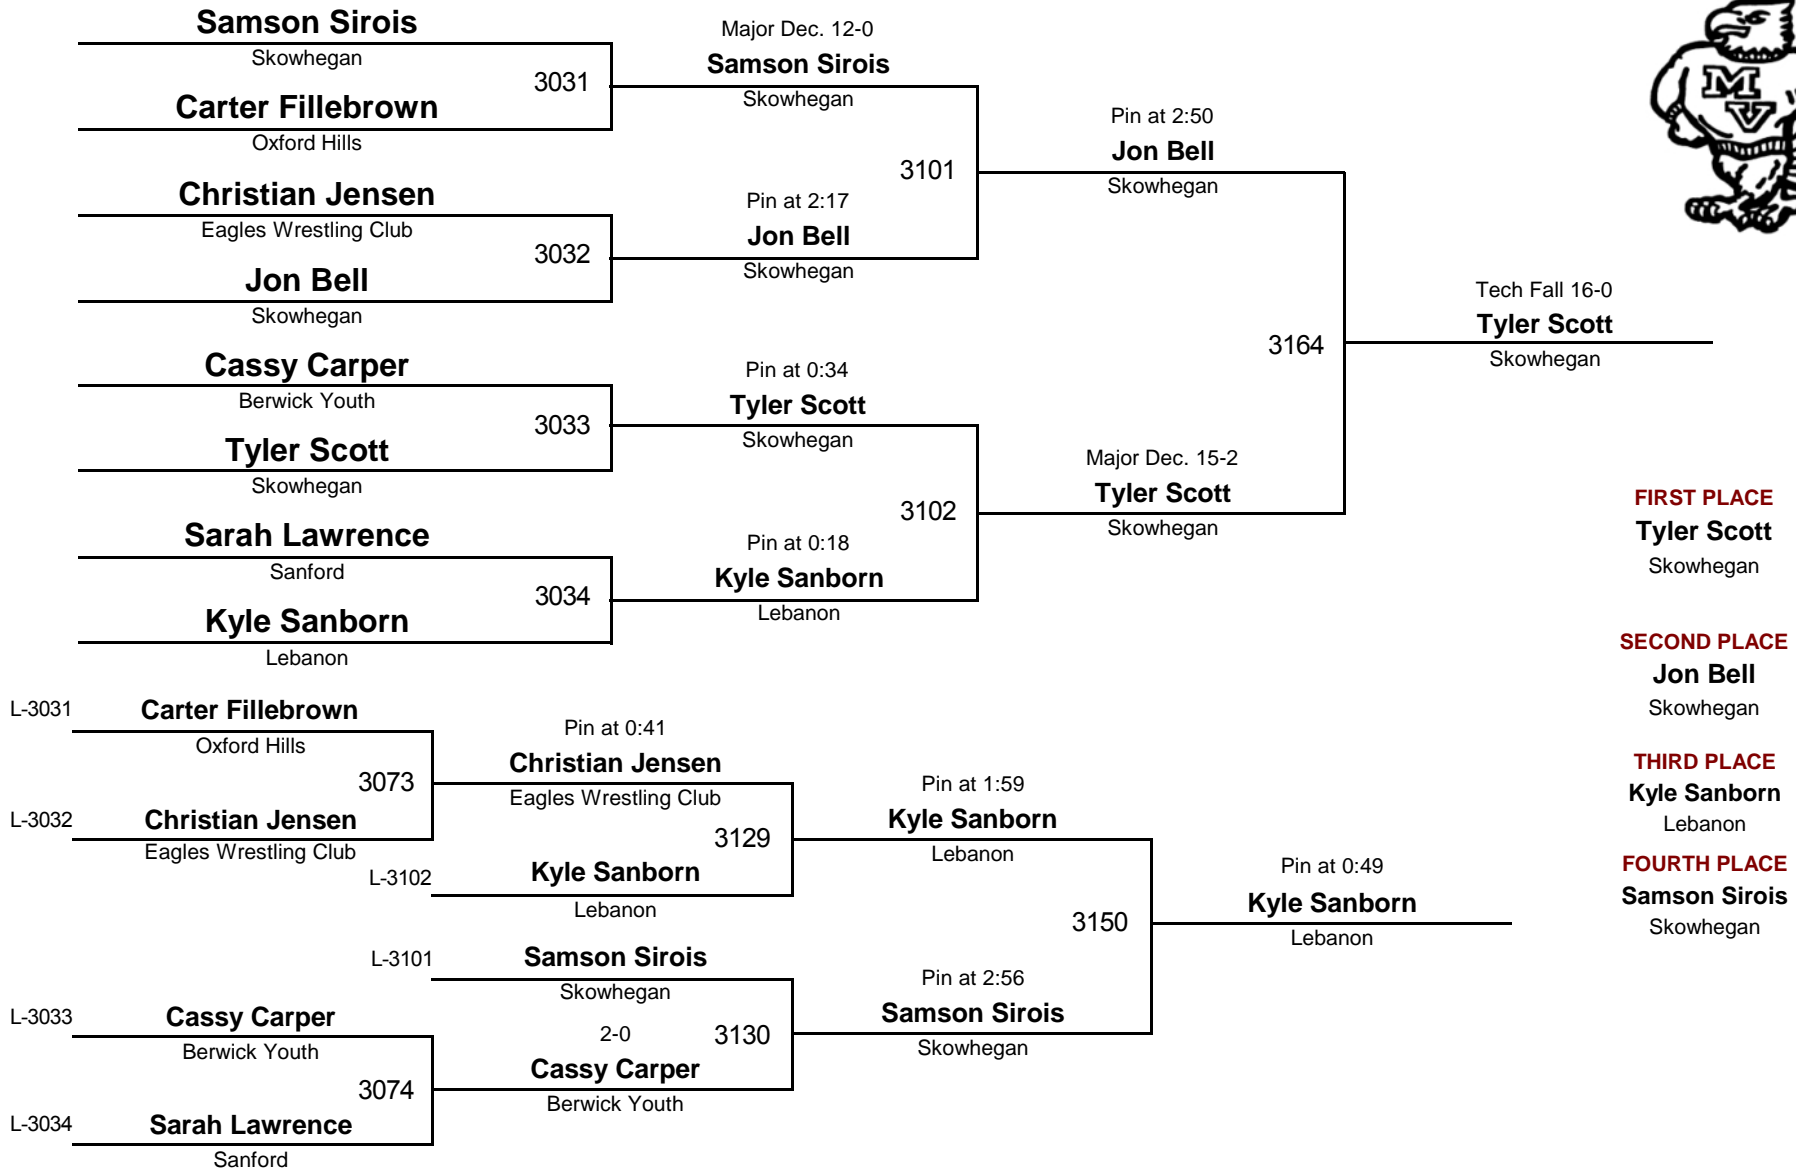 Samson Sirois
Skowhegan
3031
Carter Fillebrown
Oxford Hills
Christian Jensen
Eagles Wrestling Club
3032
Jon Bell
Skowhegan
Cassy Carper
Berwick Youth
3033
Tyler Scott
Skowhegan
Sarah Lawrence
Sanford
3034
Kyle Sanborn
Lebanon
Major Dec. 12-0
Samson Sirois
Skowhegan
3101
Pin at 2:17
Jon Bell
Skowhegan
Pin at 0:34
Tyler Scott
Skowhegan
3102
Pin at 0:18
Kyle Sanborn
Lebanon
Pin at 2:50
Jon Bell
Skowhegan
3164
Major Dec. 15-2
Tyler Scott
Skowhegan
Tech Fall 16-0
Tyler Scott
Skowhegan
M
V
FIRST PLACE
Tyler Scott
Skowhegan
SECOND PLACE
Jon Bell
Skowhegan
THIRD PLACE
Kyle Sanborn
Lebanon
FOURTH PLACE
Samson Sirois
Skowhegan
L-3031
Carter Fillebrown
Oxford Hills
3073
L-3032
Christian Jensen
Eagles Wrestling Club
Pin at 0:41
Christian Jensen
Eagles Wrestling Club
3129
L-3102
Kyle Sanborn
Lebanon
L-3101
Samson Sirois
Skowhegan
2-0
3130
Cassy Carper
Berwick Youth
L-3033
Cassy Carper
Berwick Youth
3074
L-3034
Sarah Lawrence
Sanford
Pin at 1:59
Kyle Sanborn
Lebanon
3150
Pin at 2:56
Samson Sirois
Skowhegan
Pin at 0:49
Kyle Sanborn
Lebanon